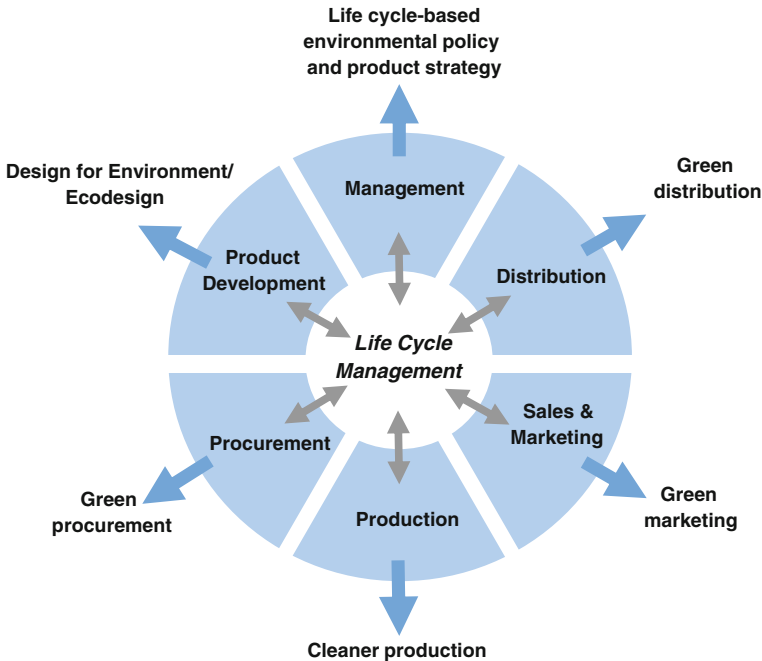 Life cycle-based
environmental policy
and product strategy
Design for Environment/
Ecodesign
Green
distribution
Management
Product
Development
Distribution
Life Cycle
Management
Procurement
Sales &
Marketing
Production
Green
procurement
Green
marketing
Cleaner production